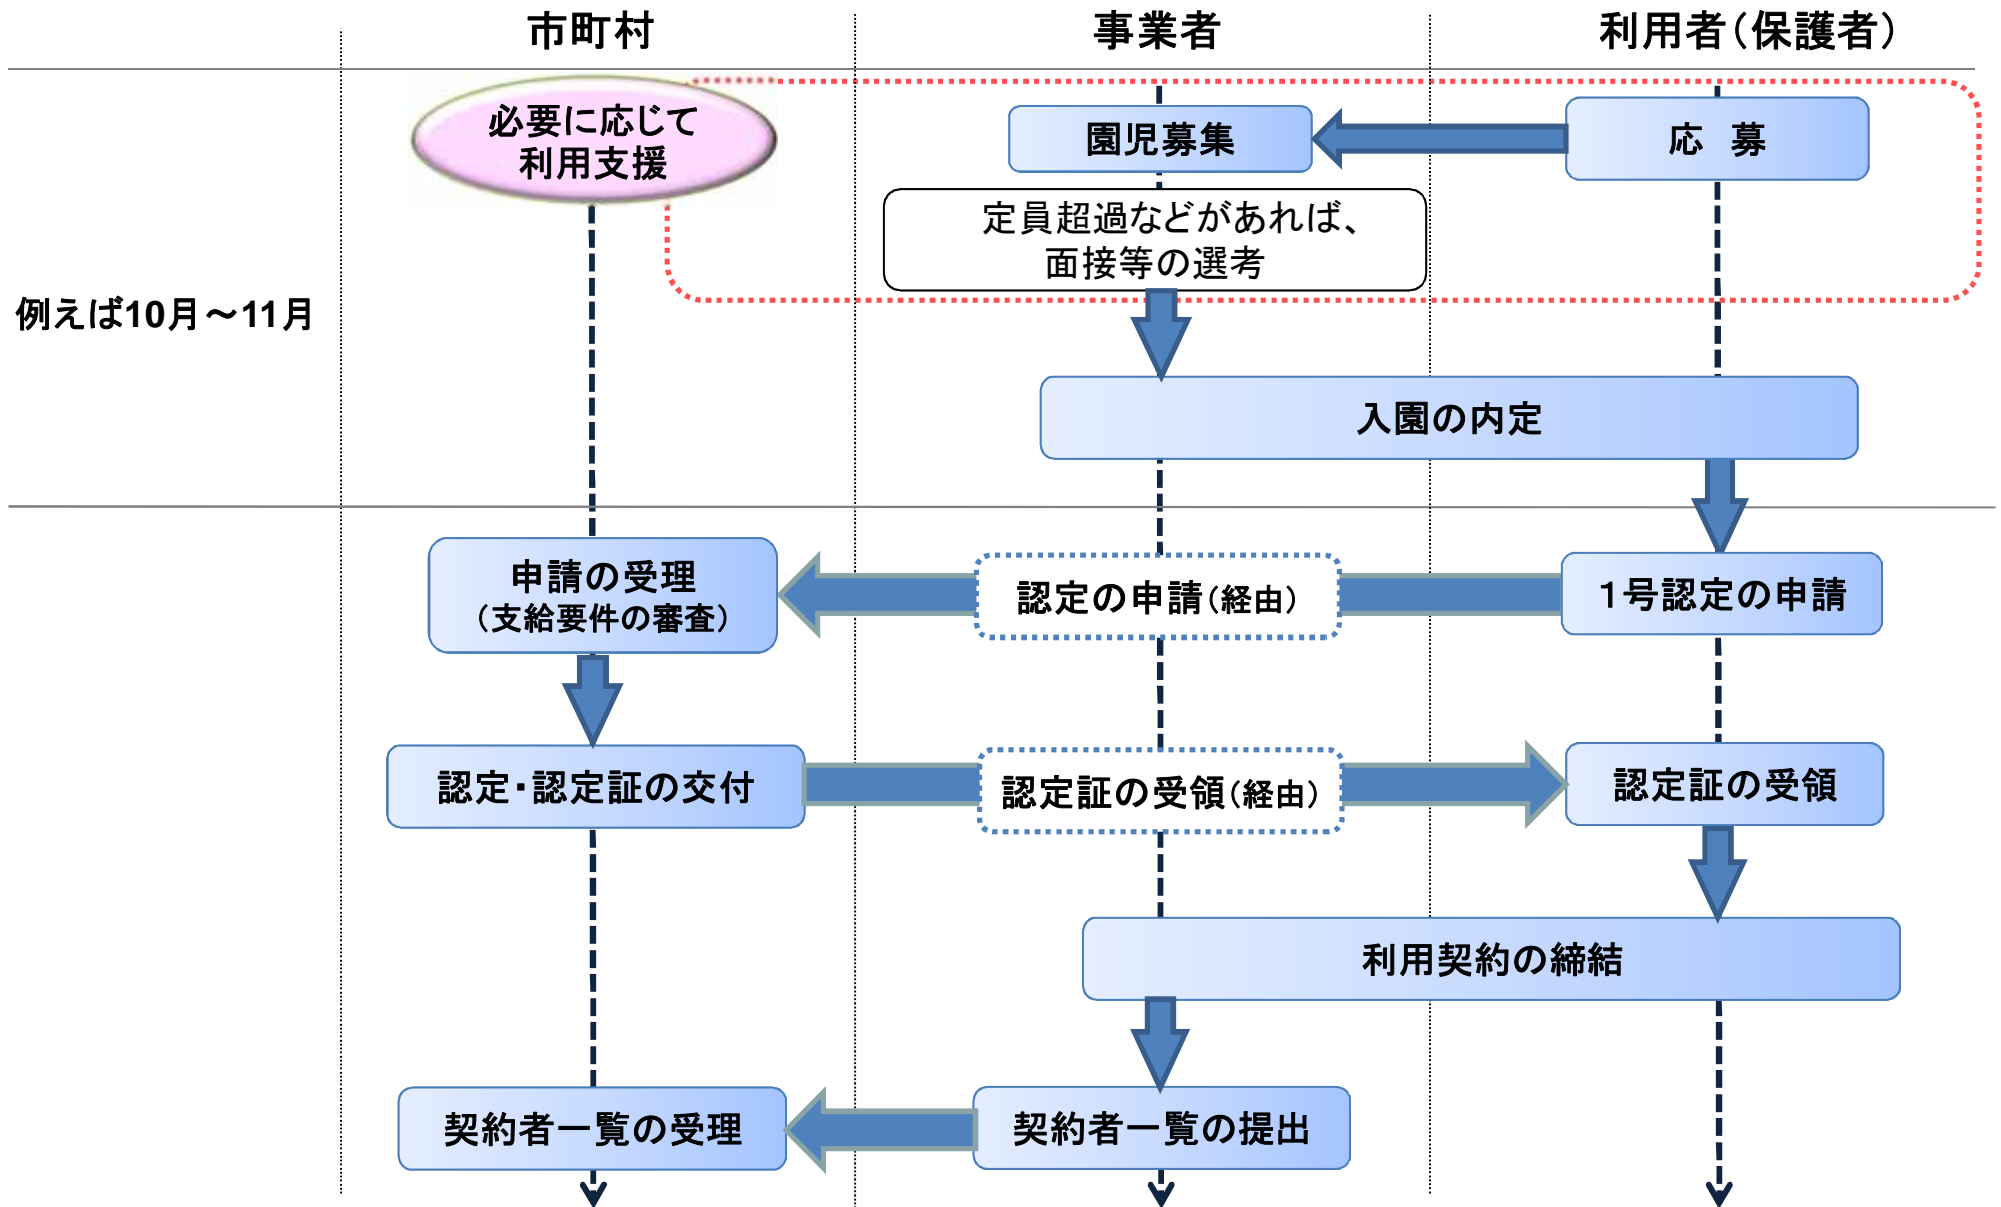 市町村
事業者
利用者（保護者）
必要に応じて
利用支援
園児募集
応　募
定員超過などがあれば、
面接等の選考
例えば10月～11月
入園の内定
申請の受理
（支給要件の審査）
認定の申請（経由）
１号認定の申請
認定・認定証の交付
認定証の受領（経由）
認定証の受領
利用契約の締結
契約者一覧の受理
契約者一覧の提出